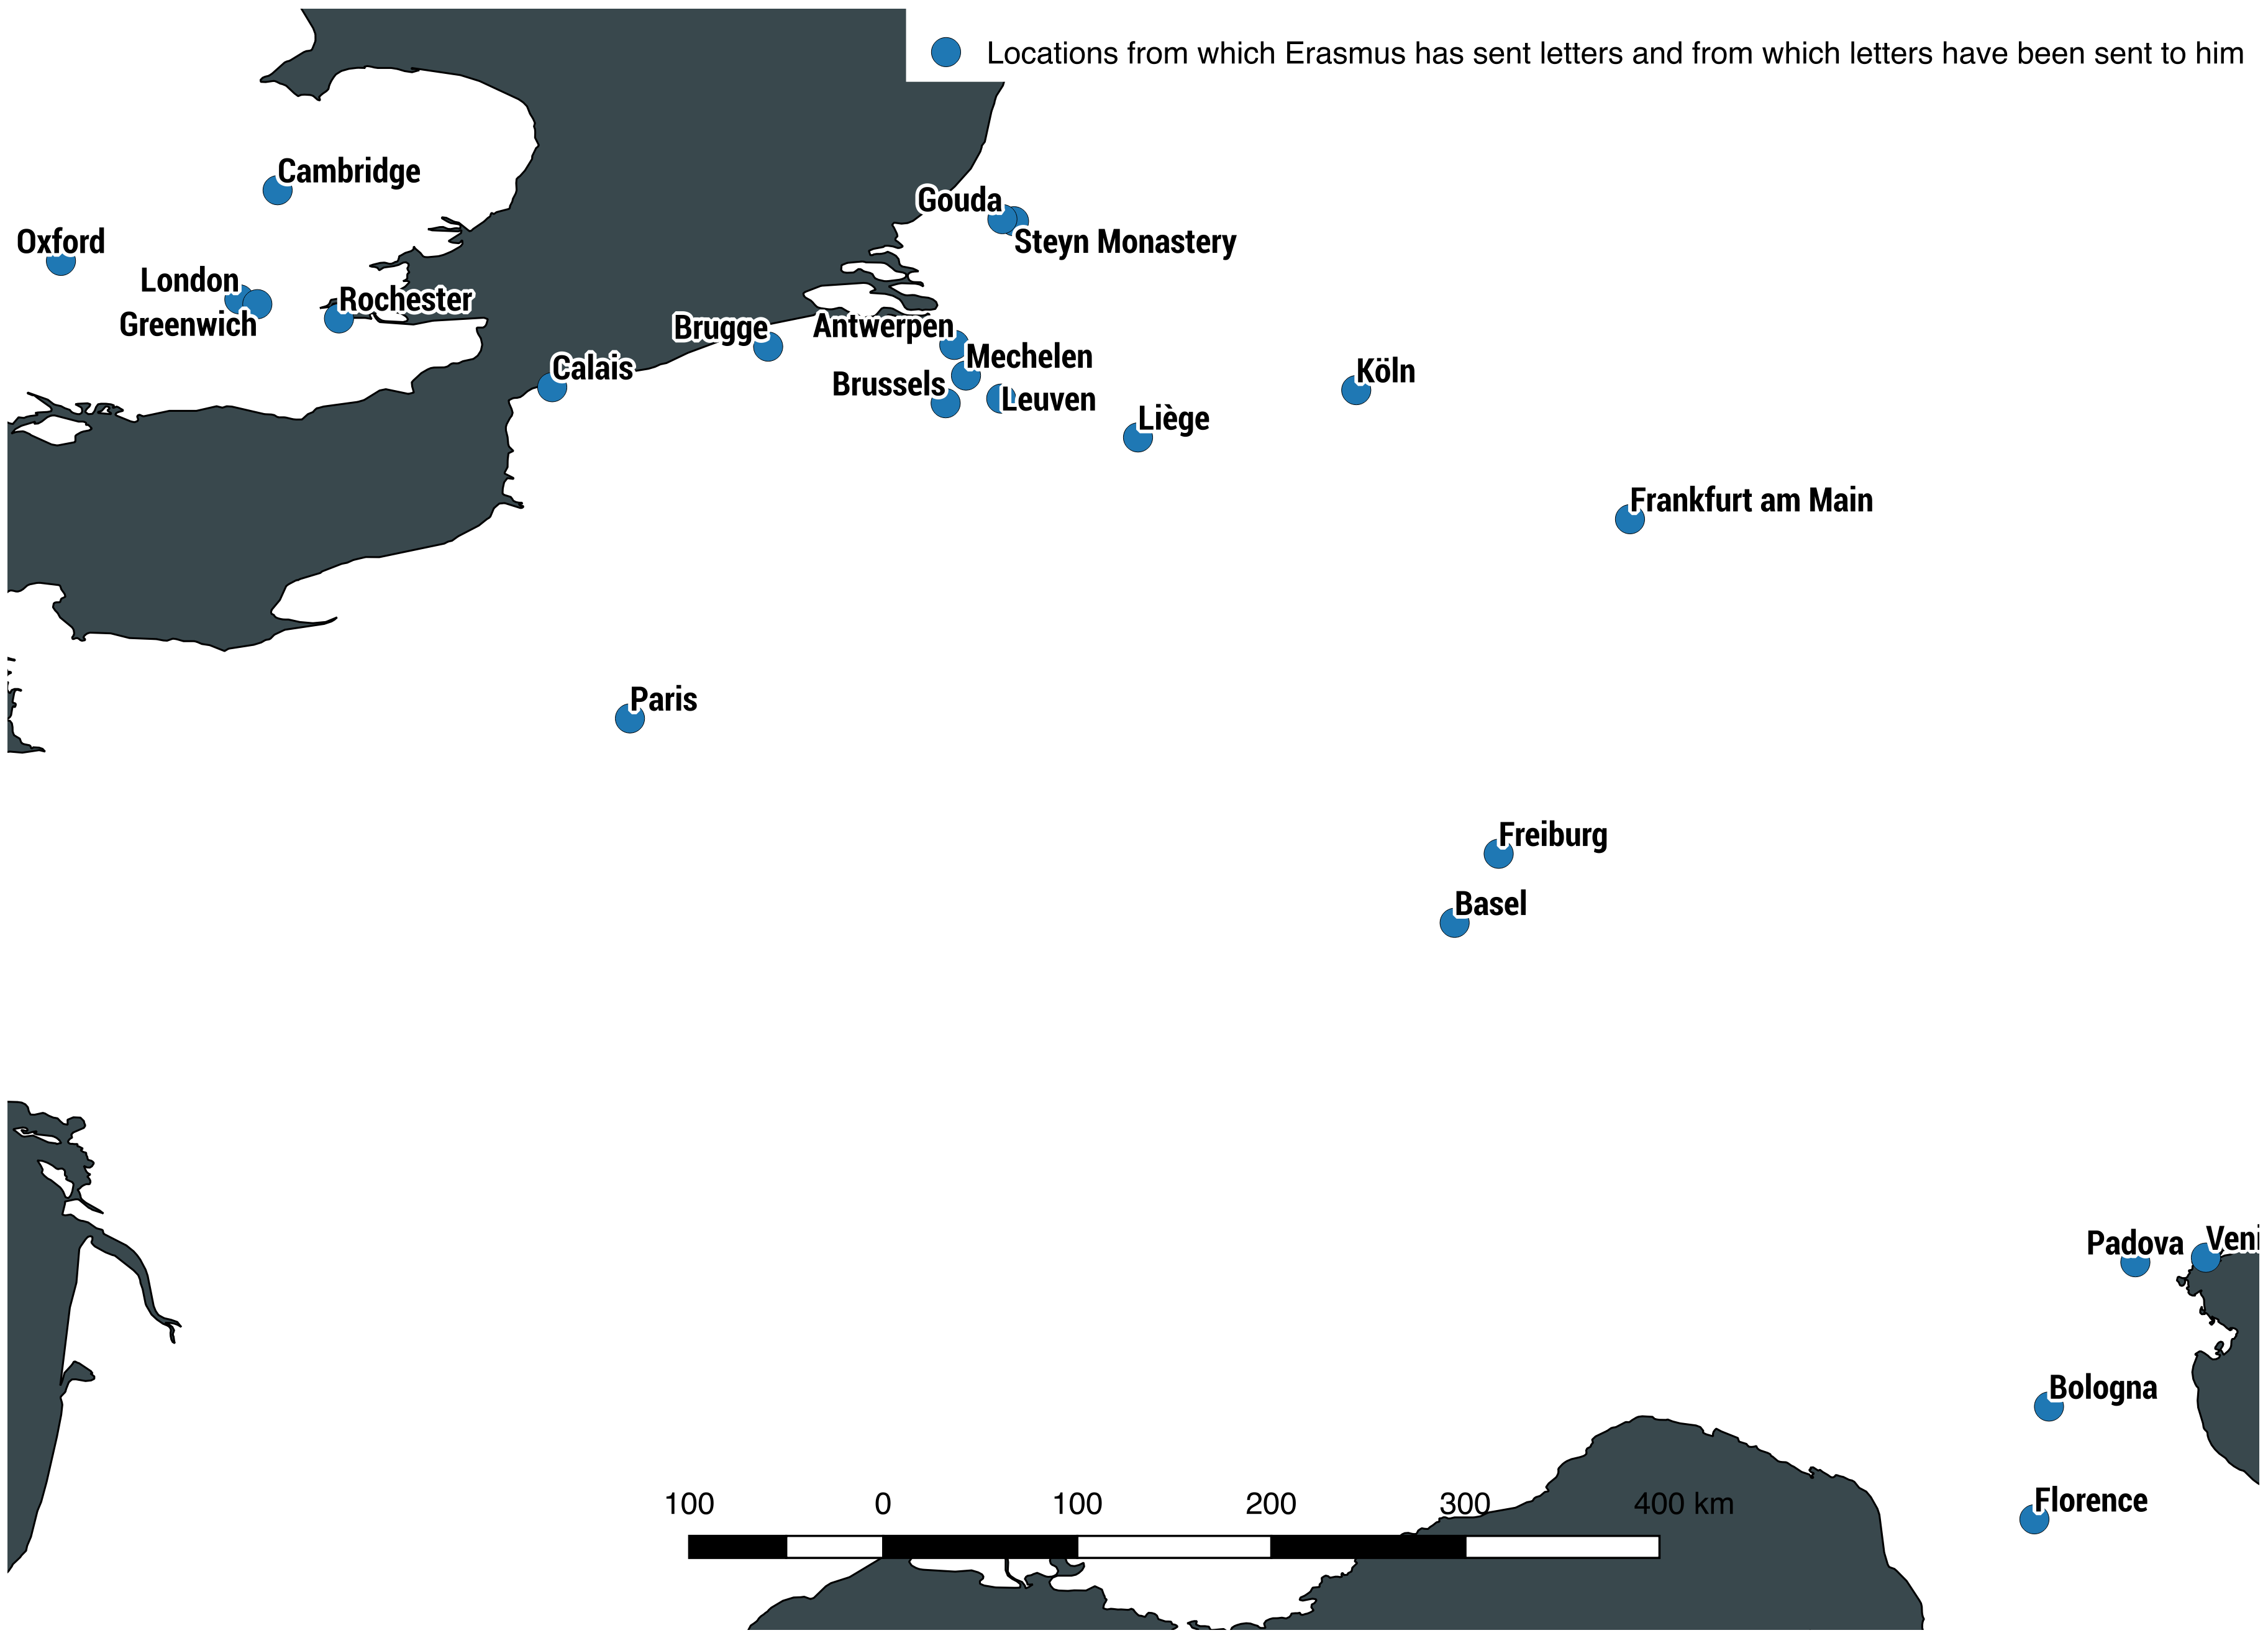 Locations from which Erasmus has sent letters and from which letters have been sent to him
Cambridge
Gouda
Oxford
Steyn Monastery
London
Rochester
Greenwich
Brugge
Antwerpen
Mechelen
Calais
Köln
Brussels
Leuven
Liège
Frankfurt am Main
Paris
Freiburg
Basel
Padova
Veni
Bologna
Florence
100 0 100 200 300 400 km